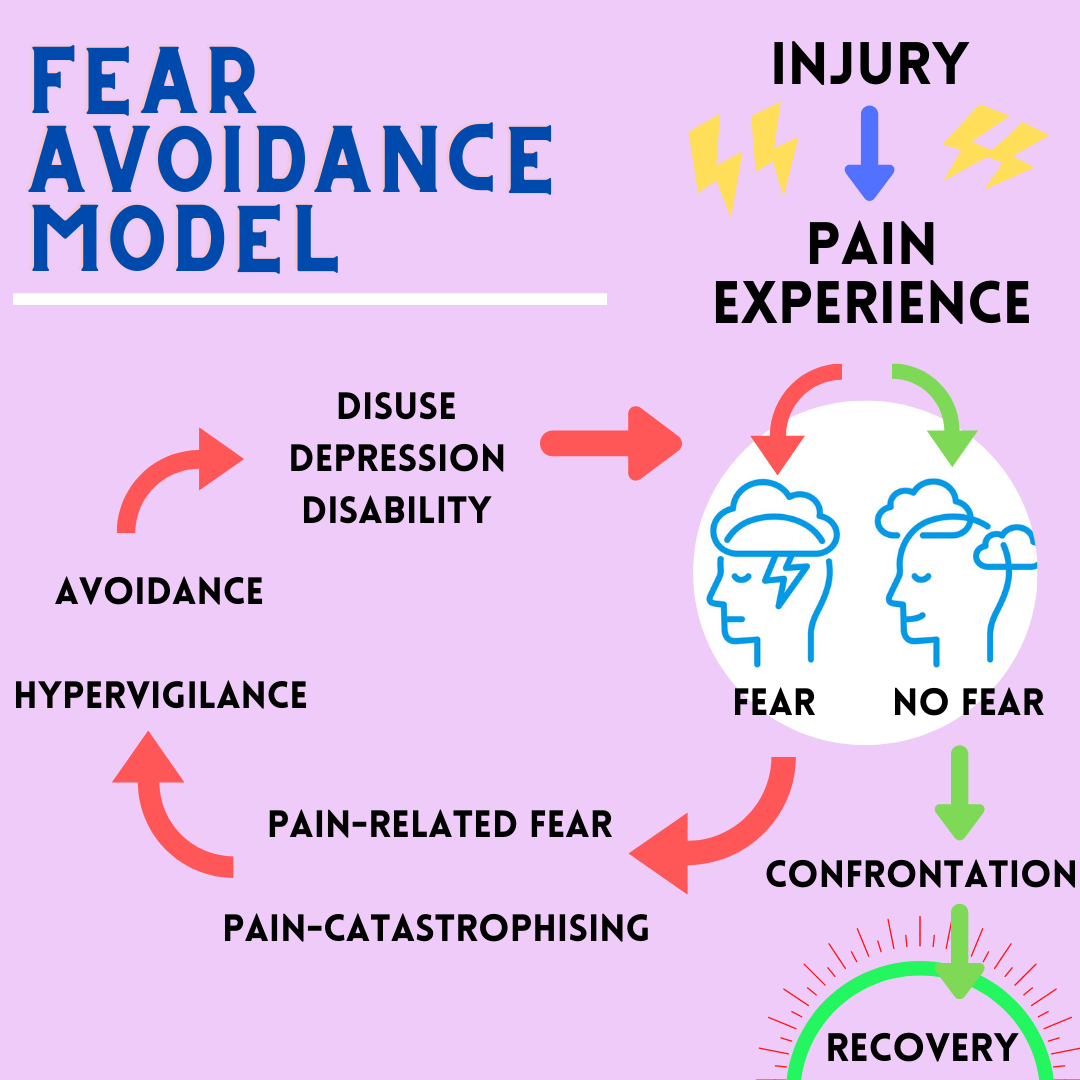 FEAR
AVOIDANCE
MODEL
INJURY
PAIN
EXPERIENCE
FEAR
NO FEAR
CONFRONTATION
RECOVERY
PAIN-RELATED FEAR
PAIN-CATASTROPHISING
HYPERVIGILANCE
AVOIDANCE
DISUSE
DEPRESSION
DISABILITY